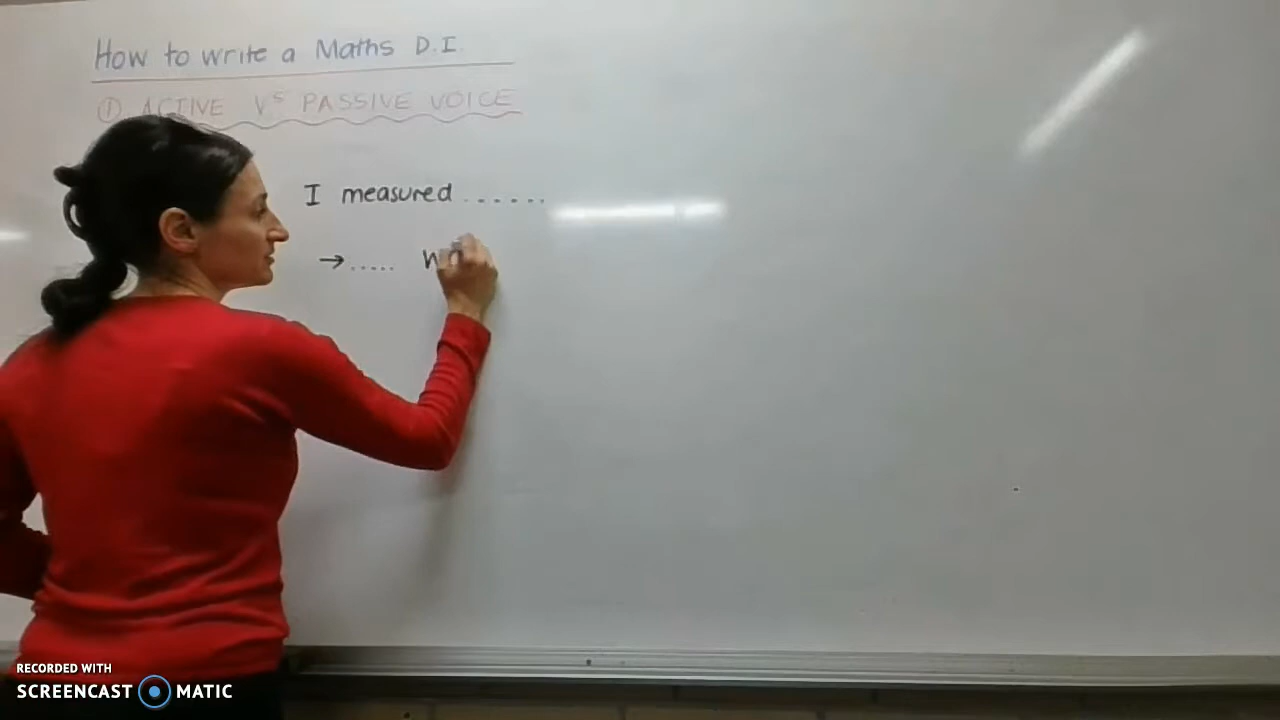 How to write a Maths D.I.
① ACTIVE VS PASSIVE VOICE
I measured ......
→.....
RECORDED WITH
SCREENCAST MATIC